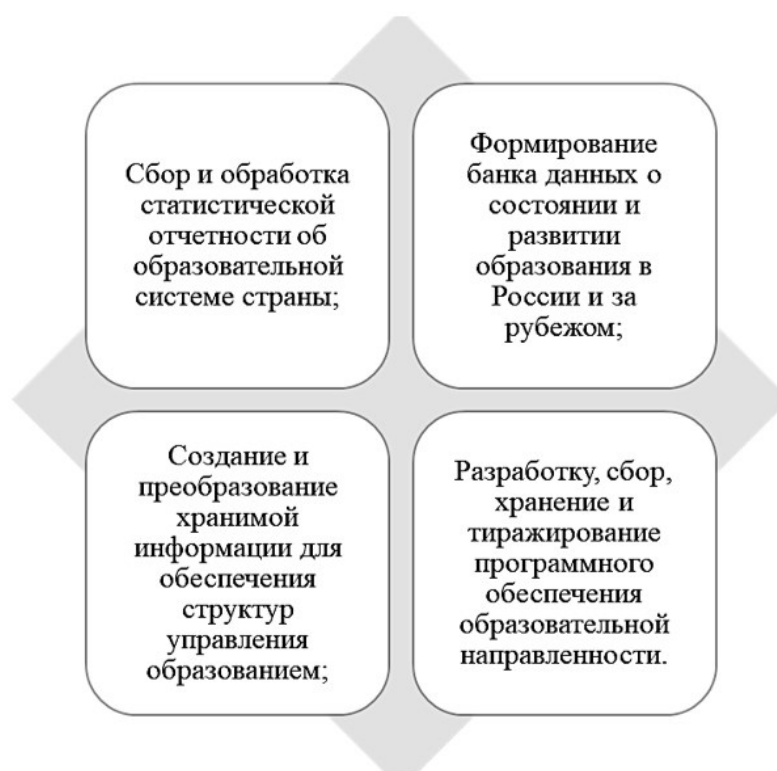 Сбор и обработка
статистической
отчетности об
образовательной
системе страны;
Формирование
банка данных о
состоянии и
развитии
образования в
России и за
рубежом;
Создание и
преобразование
хранимой
информации для
обеспечения
структур
управления
образованием;
Разработку, сбор,
хранение и
тиражирование
программного
обеспечения
образовательной
направленности.